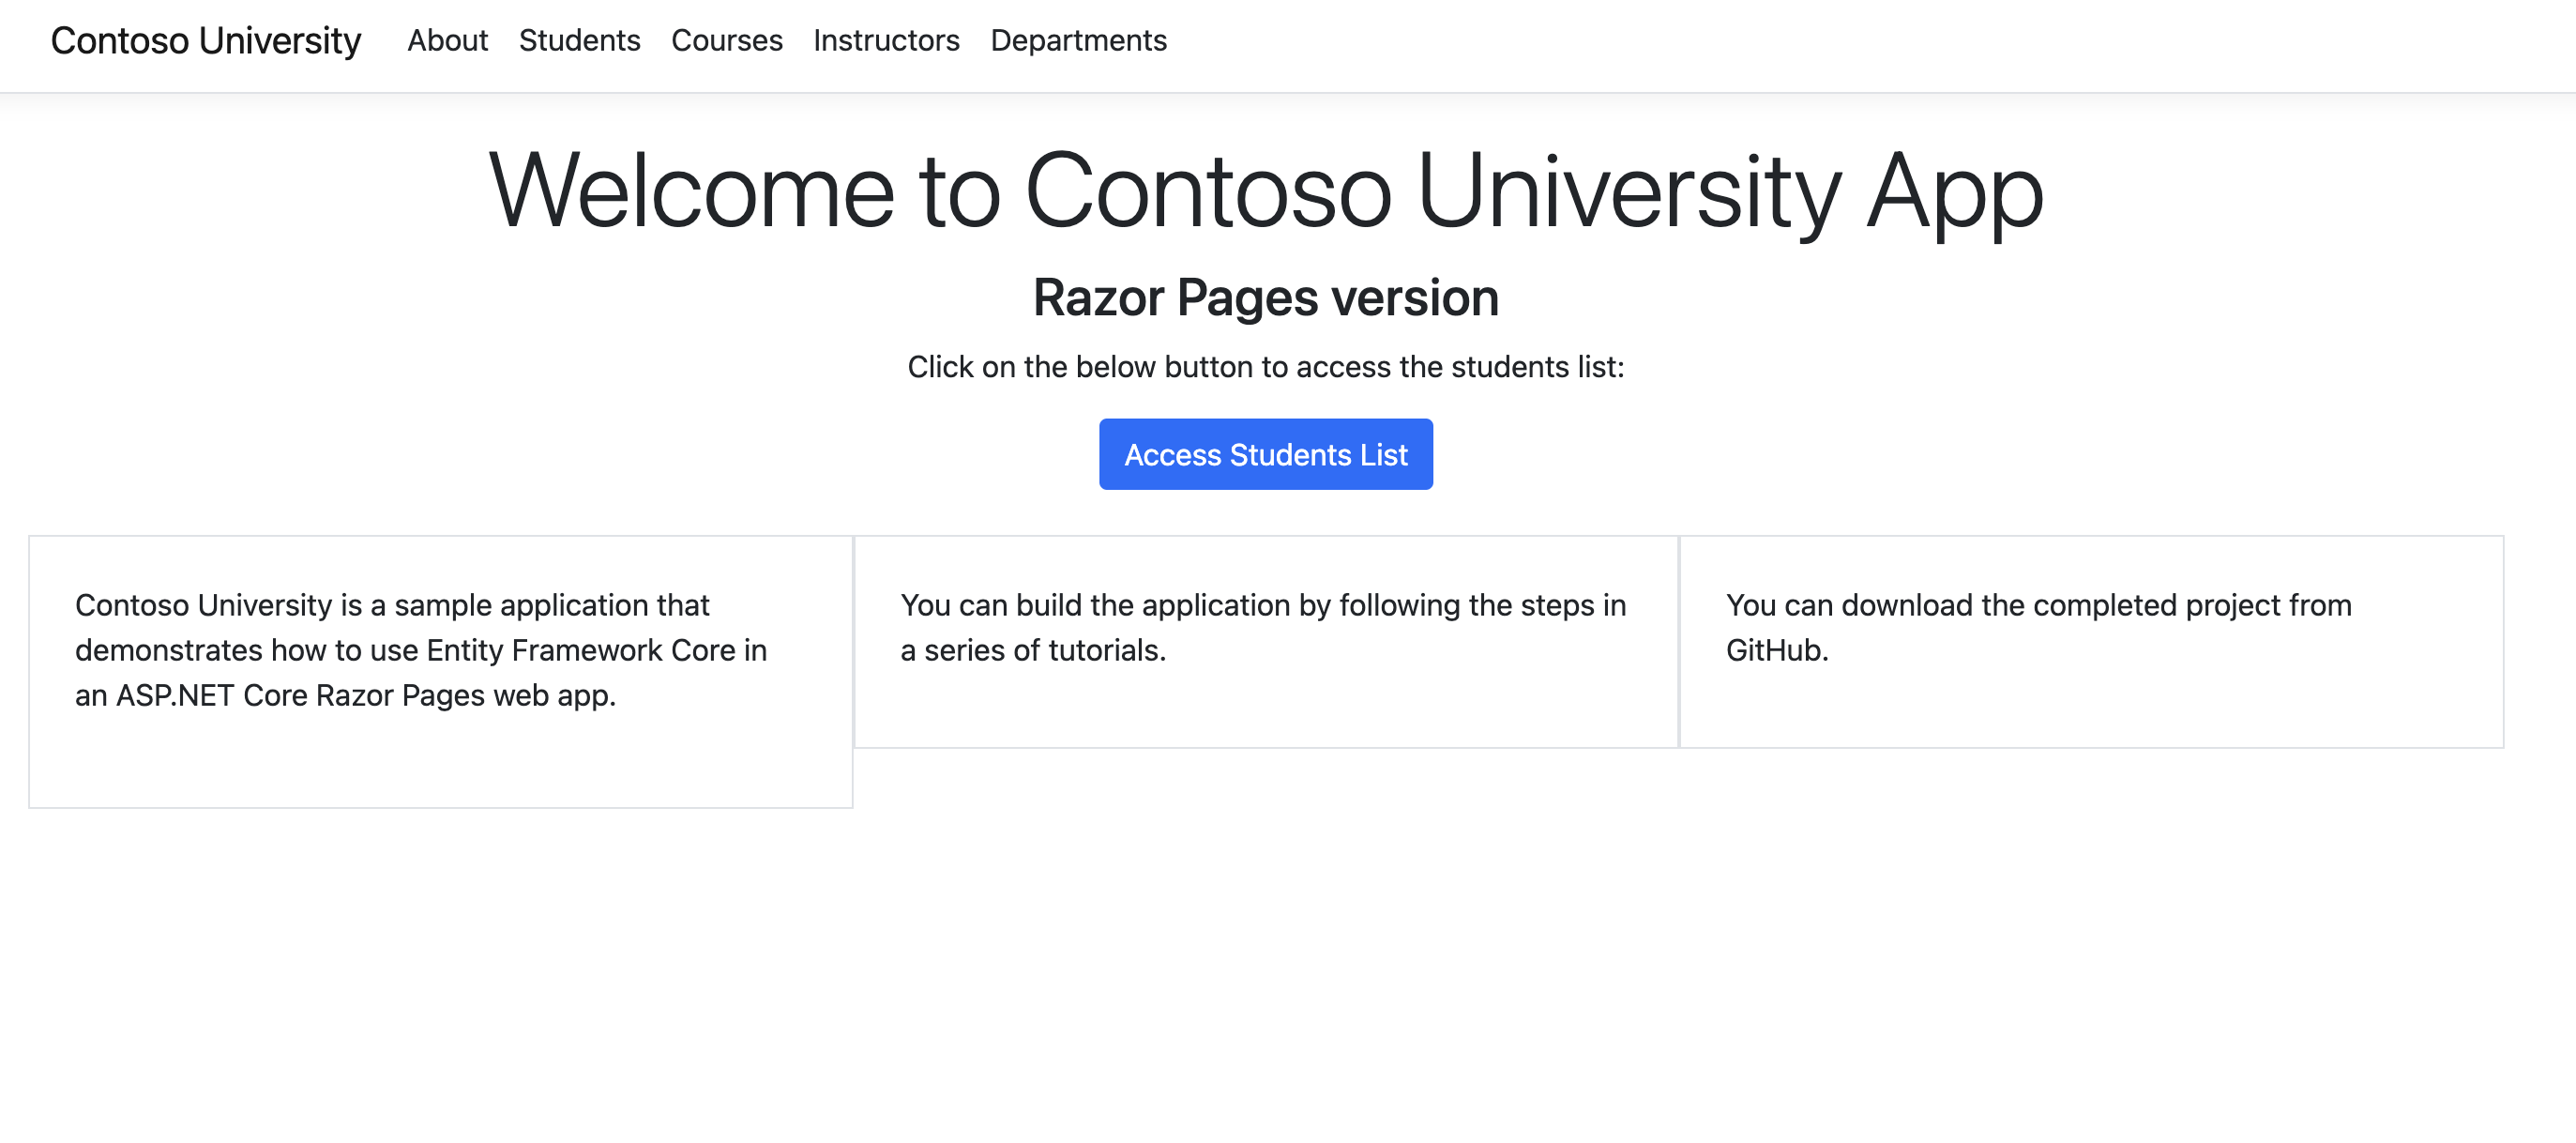 Contoso University About Students Courses Instructors Departments
Welcome to Contoso University App
Razor Pages version
Click on the below button to access the students list:
Access Students List
Contoso University is a sample application that
demonstrates how to use Entity Framework Core in
an ASP.NET Core Razor Pages web app.
You can build the application by following the steps in
a series of tutorials.
You can download the completed project from
GitHub.